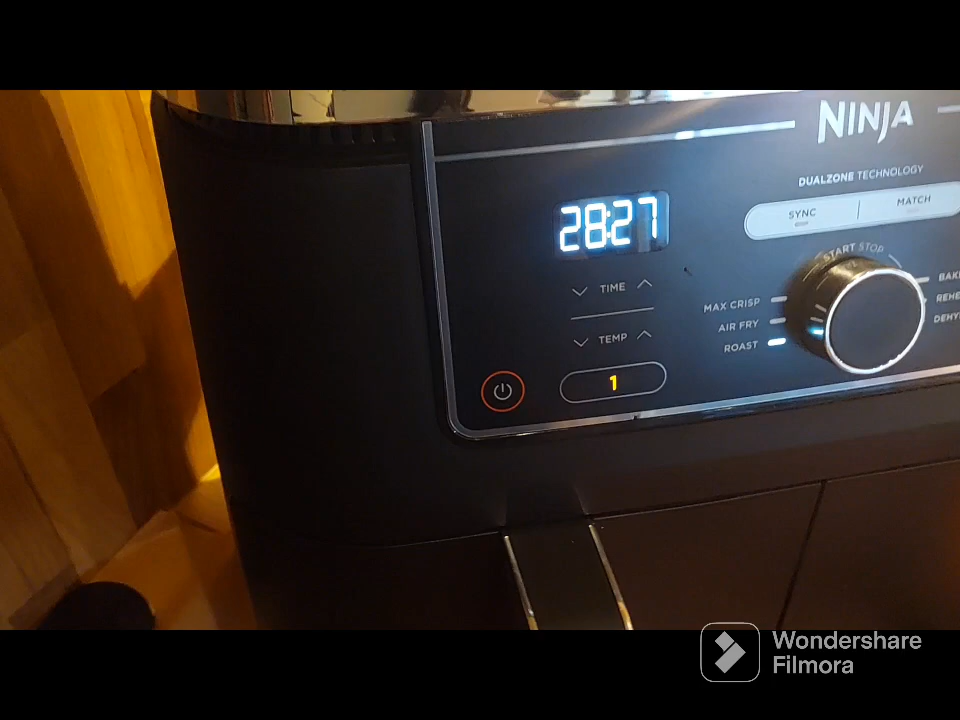 NINJA
DUALZONE TECHNOLOGY
28:27
SYNC
MATCH
START STOP
TIME
MAX CRISP
AIR FRY
ROAST
TEMP
1
Wondershare
Filmora